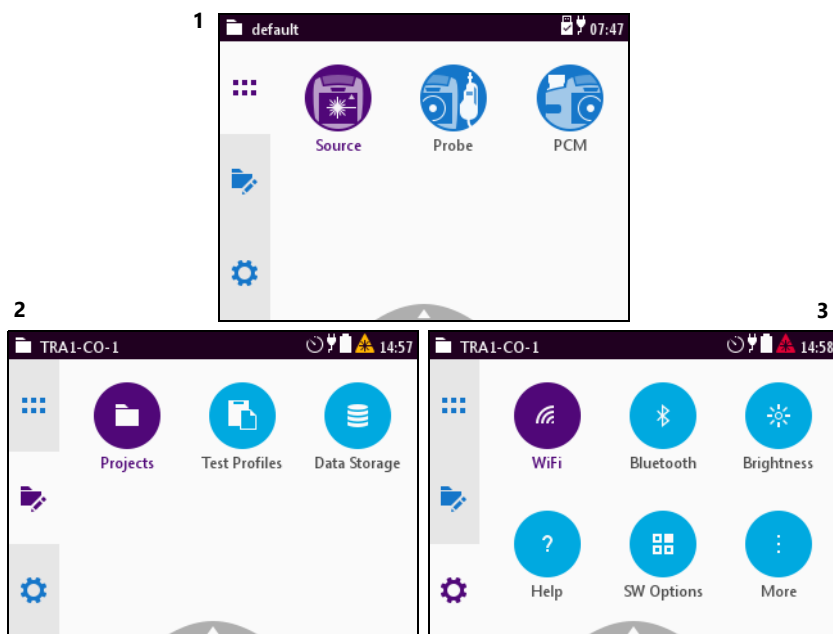 1
default 07:47
Source Probe PCM
2
TRA1-CO-1 14:57
Projects Test Profiles Data Storage
3
TRA1-CO-1 14:58
WiFi Bluetooth Brightness
?
Help SW Options More